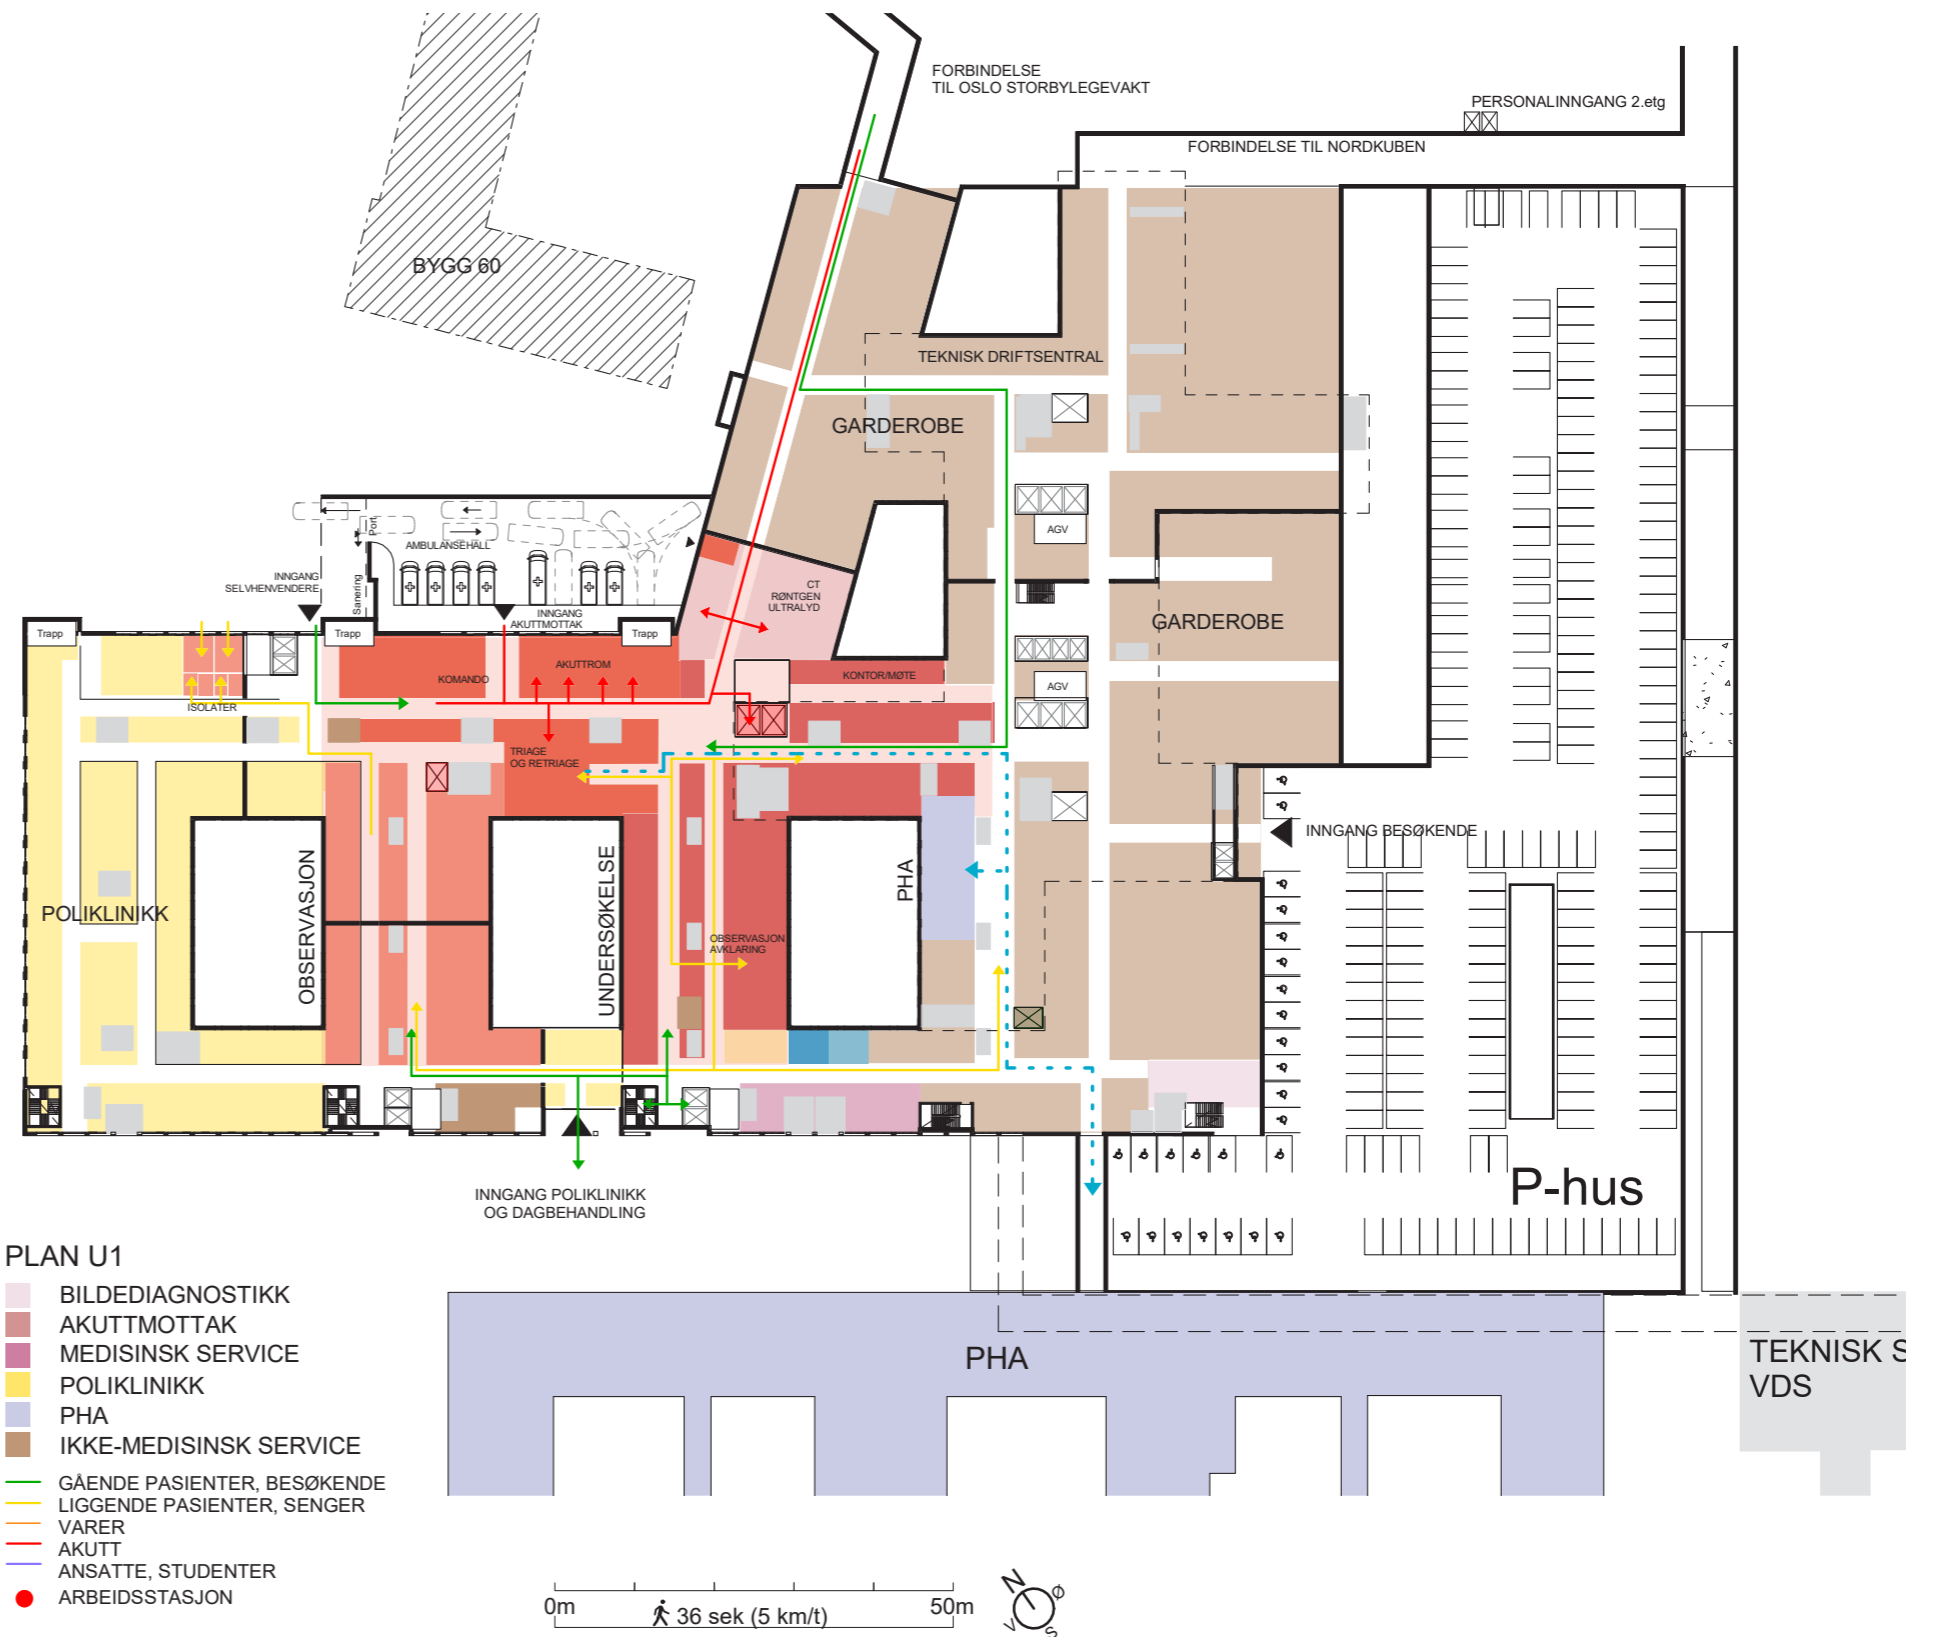 FORBINDELSE
TIL OSLO STORBYLEGEVAKT
PERSONALINNGANG 2.etg
FORBINDELSE TIL NORDKUBEN
BYGG 60
TEKNISK DRIFTSENTRAL
GARDEROBE
AGV
Port
AMBULANSEHALL
INNGANG
SELVHENVENDERE
Sanering
CT
RØNTGEN
ULTRALYD
INNGANG
AKUTTMOTTAK
GARDEROBE
Trapp
Trapp
Trapp
AKUTTROM
KOMANDO
KONTOR/MØTE
AGV
ISOLATER
TRIAGE
OG RETRIAGE
INNGANG BESØKENDE
POLIKLINIKK
OBSERVASJON
UNDERSØKELSE
PHA
OBSERVASJON
AVKLARING
INNGANG POLIKLINIKK
OG DAGBEHANDLING
P-hus
PHA
TEKNISK S
VDS
PLAN U1
BILDEDIAGNOSTIKK
AKUTTMOTTAK
MEDISINSK SERVICE
POLIKLINIKK
PHA
IKKE-MEDISINSK SERVICE
GÅENDE PASIENTER, BESØKENDE
LIGGENDE PASIENTER, SENGER
VARER
AKUTT
ANSATTE, STUDENTER
ARBEIDSSTASJON
0m
36 sek (5 km/t)
50m
N
Ø
V
S